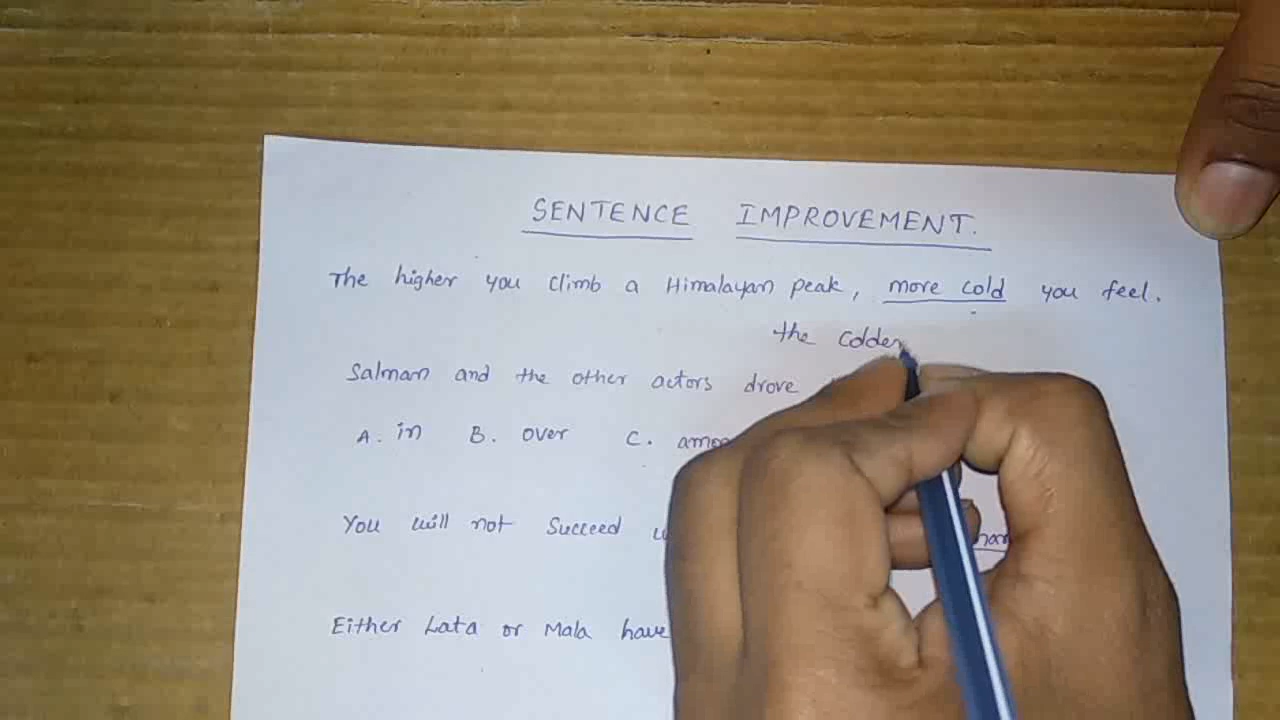 SENTENCE IMPROVEMENT.
The higher you climb a Himalayan peak, more cold you feel.
the colder
Salman and the other actors drove
A. in B. over C.
You will not succeed
Either Lata or Mala have